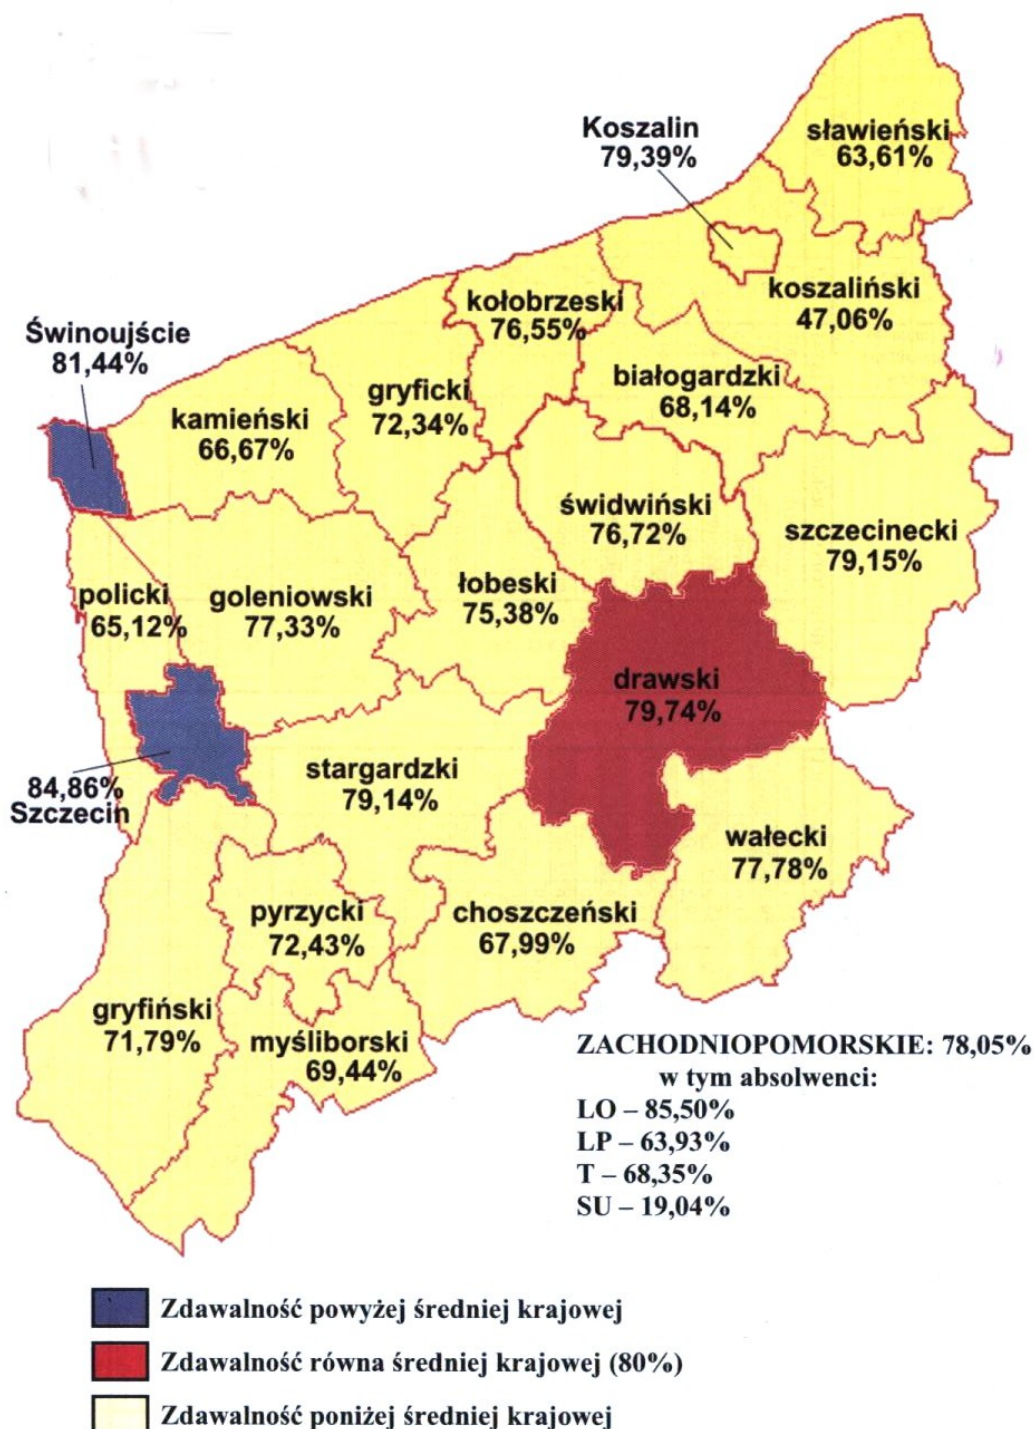 Koszalin
79,39%
sławieński
63,61%
koszaliński
47,06%
kołobrzeski
76,55%
Świnoujście
81,44%
białogardzki
68,14%
gryficki
72,34%
kamieński
66,67%
świdwiński
76,72%
szczecinecki
79,15%
policki
65,12%
goleniowski
77,33%
łobeski
75,38%
drawski
79,74%
84,86%
Szczecin
stargardzki
79,14%
wałecki
77,78%
pyrzycki
72,43%
choszczeński
67,99%
gryfiński
71,79%
myśliborski
69,44%
ZACHODNIOPOMORSKIE: 78,05%
w tym absolwenci:
LO – 85,50%
LP – 63,93%
T – 68,35%
SU – 19,04%
Zdawalność powyżej średniej krajowej
Zdawalność równa średniej krajowej (80%)
Zdawalność poniżej średniej krajowej